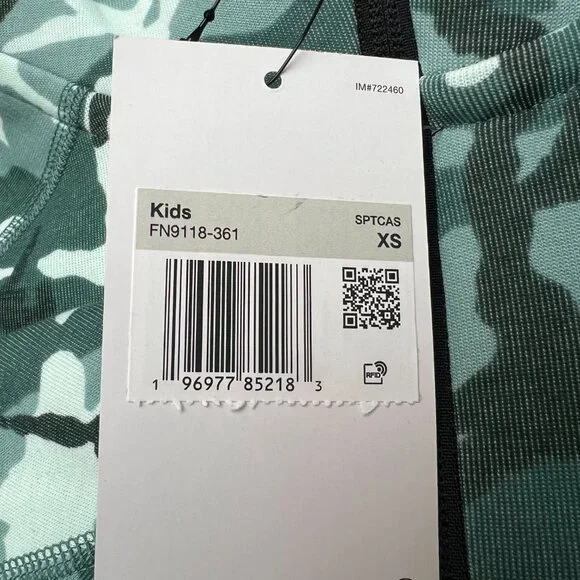 IM#722460
Kids
SPTCAS
FN9118-361
XS
1 96977 85218 3
RFID